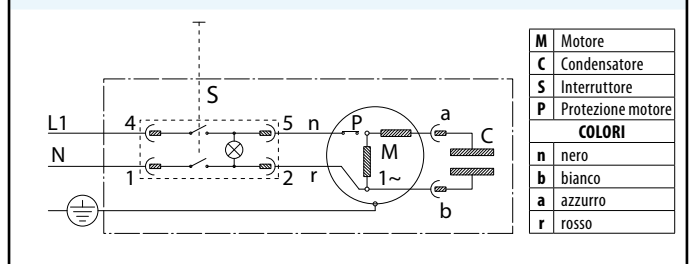 S
L1 4 5 n P a
C
N 1 2 r M 1~ b
M Motore
C Condensatore
S Interruttore
P Protezione motore
COLORI
n nero
b bianco
a azzurro
r rosso